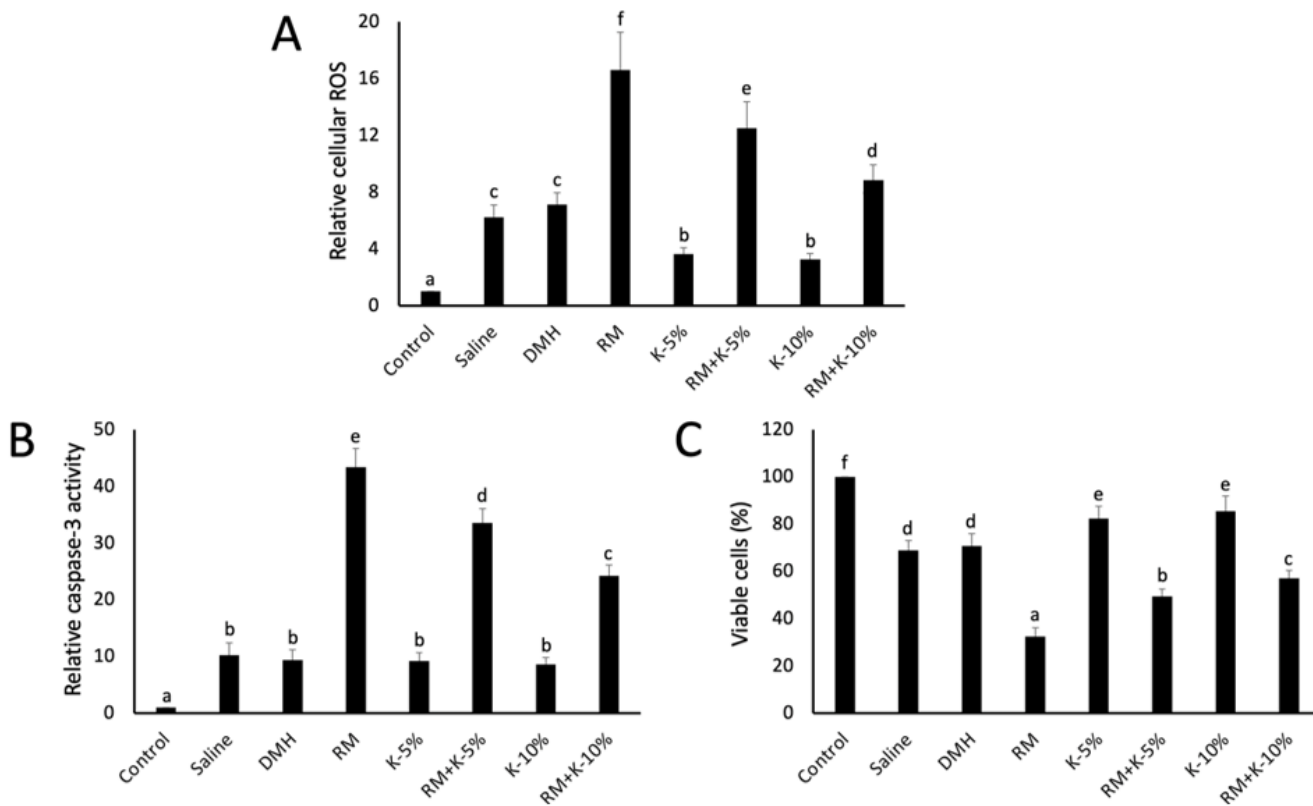 A
Relative cellular ROS
20
16
12
8
4
0
a
c
c
f
b
e
b
d
Control
Saline
DMH
RM
K-5%
RM+K-5%
K-10%
RM+K-10%
B
Relative caspase-3 activity
50
40
30
20
10
0
a
b
b
e
b
d
b
c
Control
Saline
DMH
RM
K-5%
RM+K-5%
K-10%
RM+K-10%
C
Viable cells (%)
120
100
80
60
40
20
0
f
d
d
a
e
b
e
c
Control
Saline
DMH
RM
K-5%
RM+K-5%
K-10%
RM+K-10%